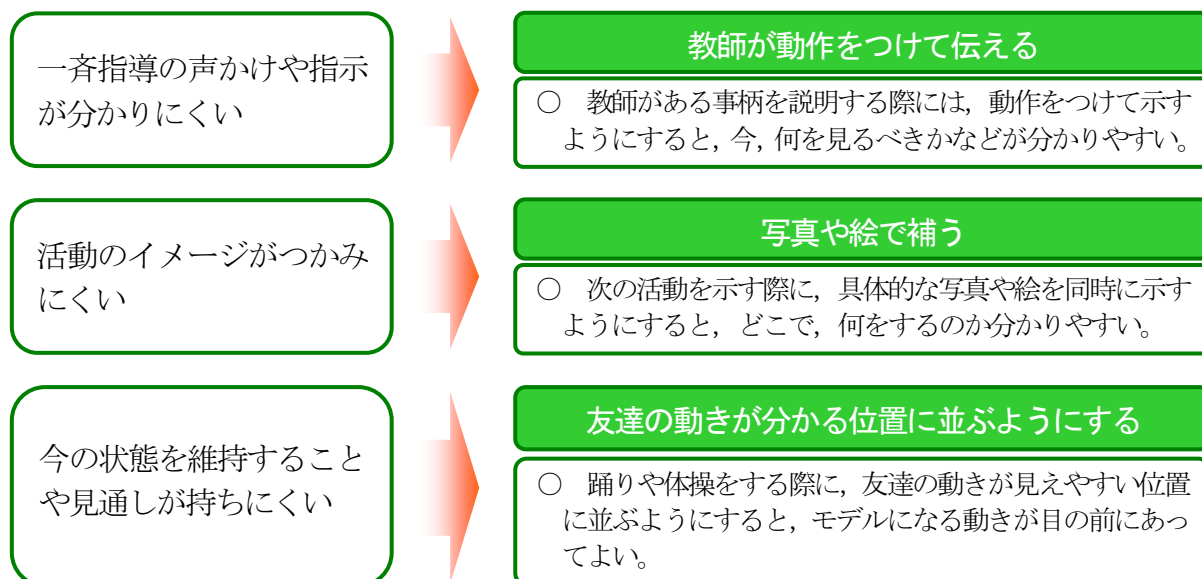 一斉指導の声かけや指示
が分かりにくい
教師が動作をつけて伝える
○　教師がある事柄を説明する際には，動作をつけて示す
ようにすると，今，何を見るべきかなどが分かりやすい。
活動のイメージがつかみ
にくい
写真や絵で補う
○　次の活動を示す際に，具体的な写真や絵を同時に示す
ようにすると，どこで，何をするのか分かりやすい。
今の状態を維持すること
や見通しが持ちにくい
友達の動きが分かる位置に並ぶようにする
○　踊りや体操をする際に，友達の動きが見えやすい位置
に並ぶようにすると，モデルになる動きが目の前にあっ
てよい。